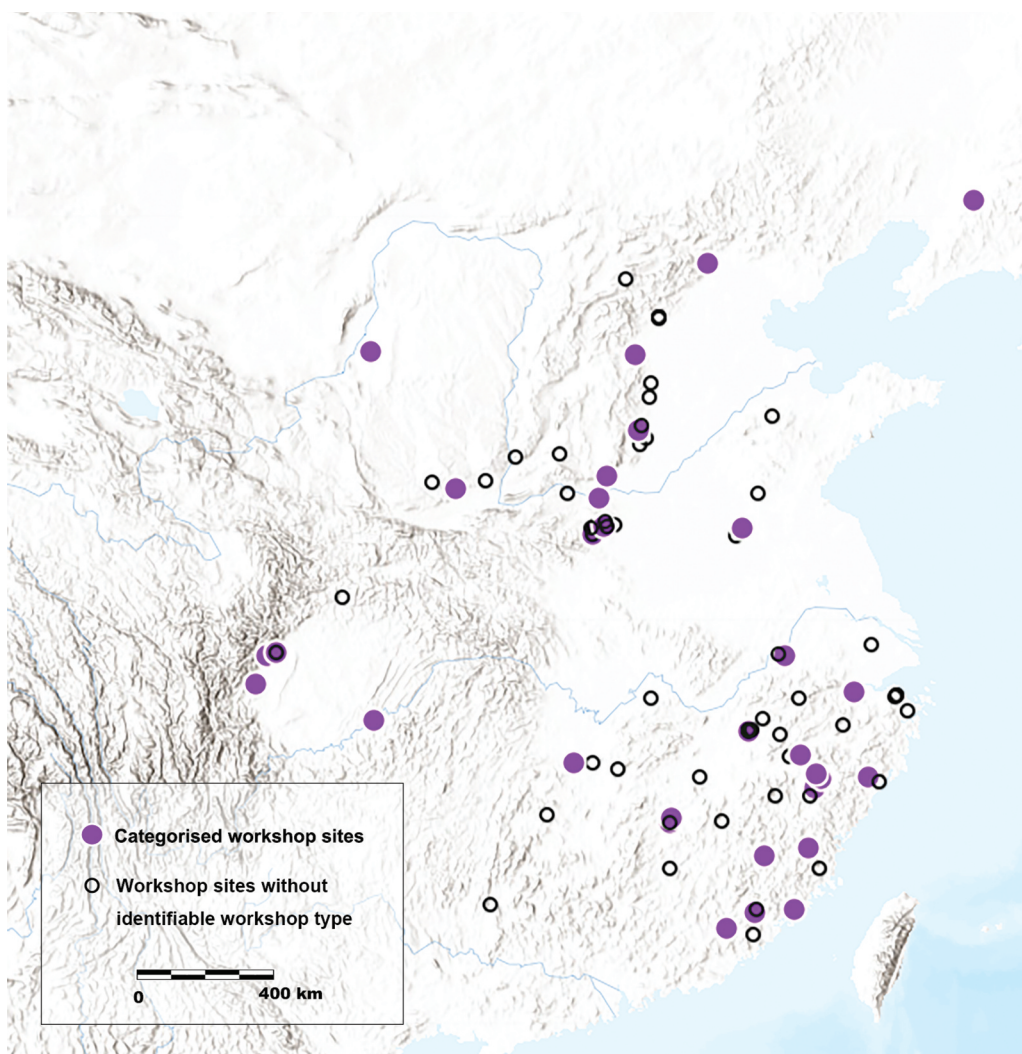 Categorised workshop sites
Workshop sites without
identifiable workshop type
0
400 km